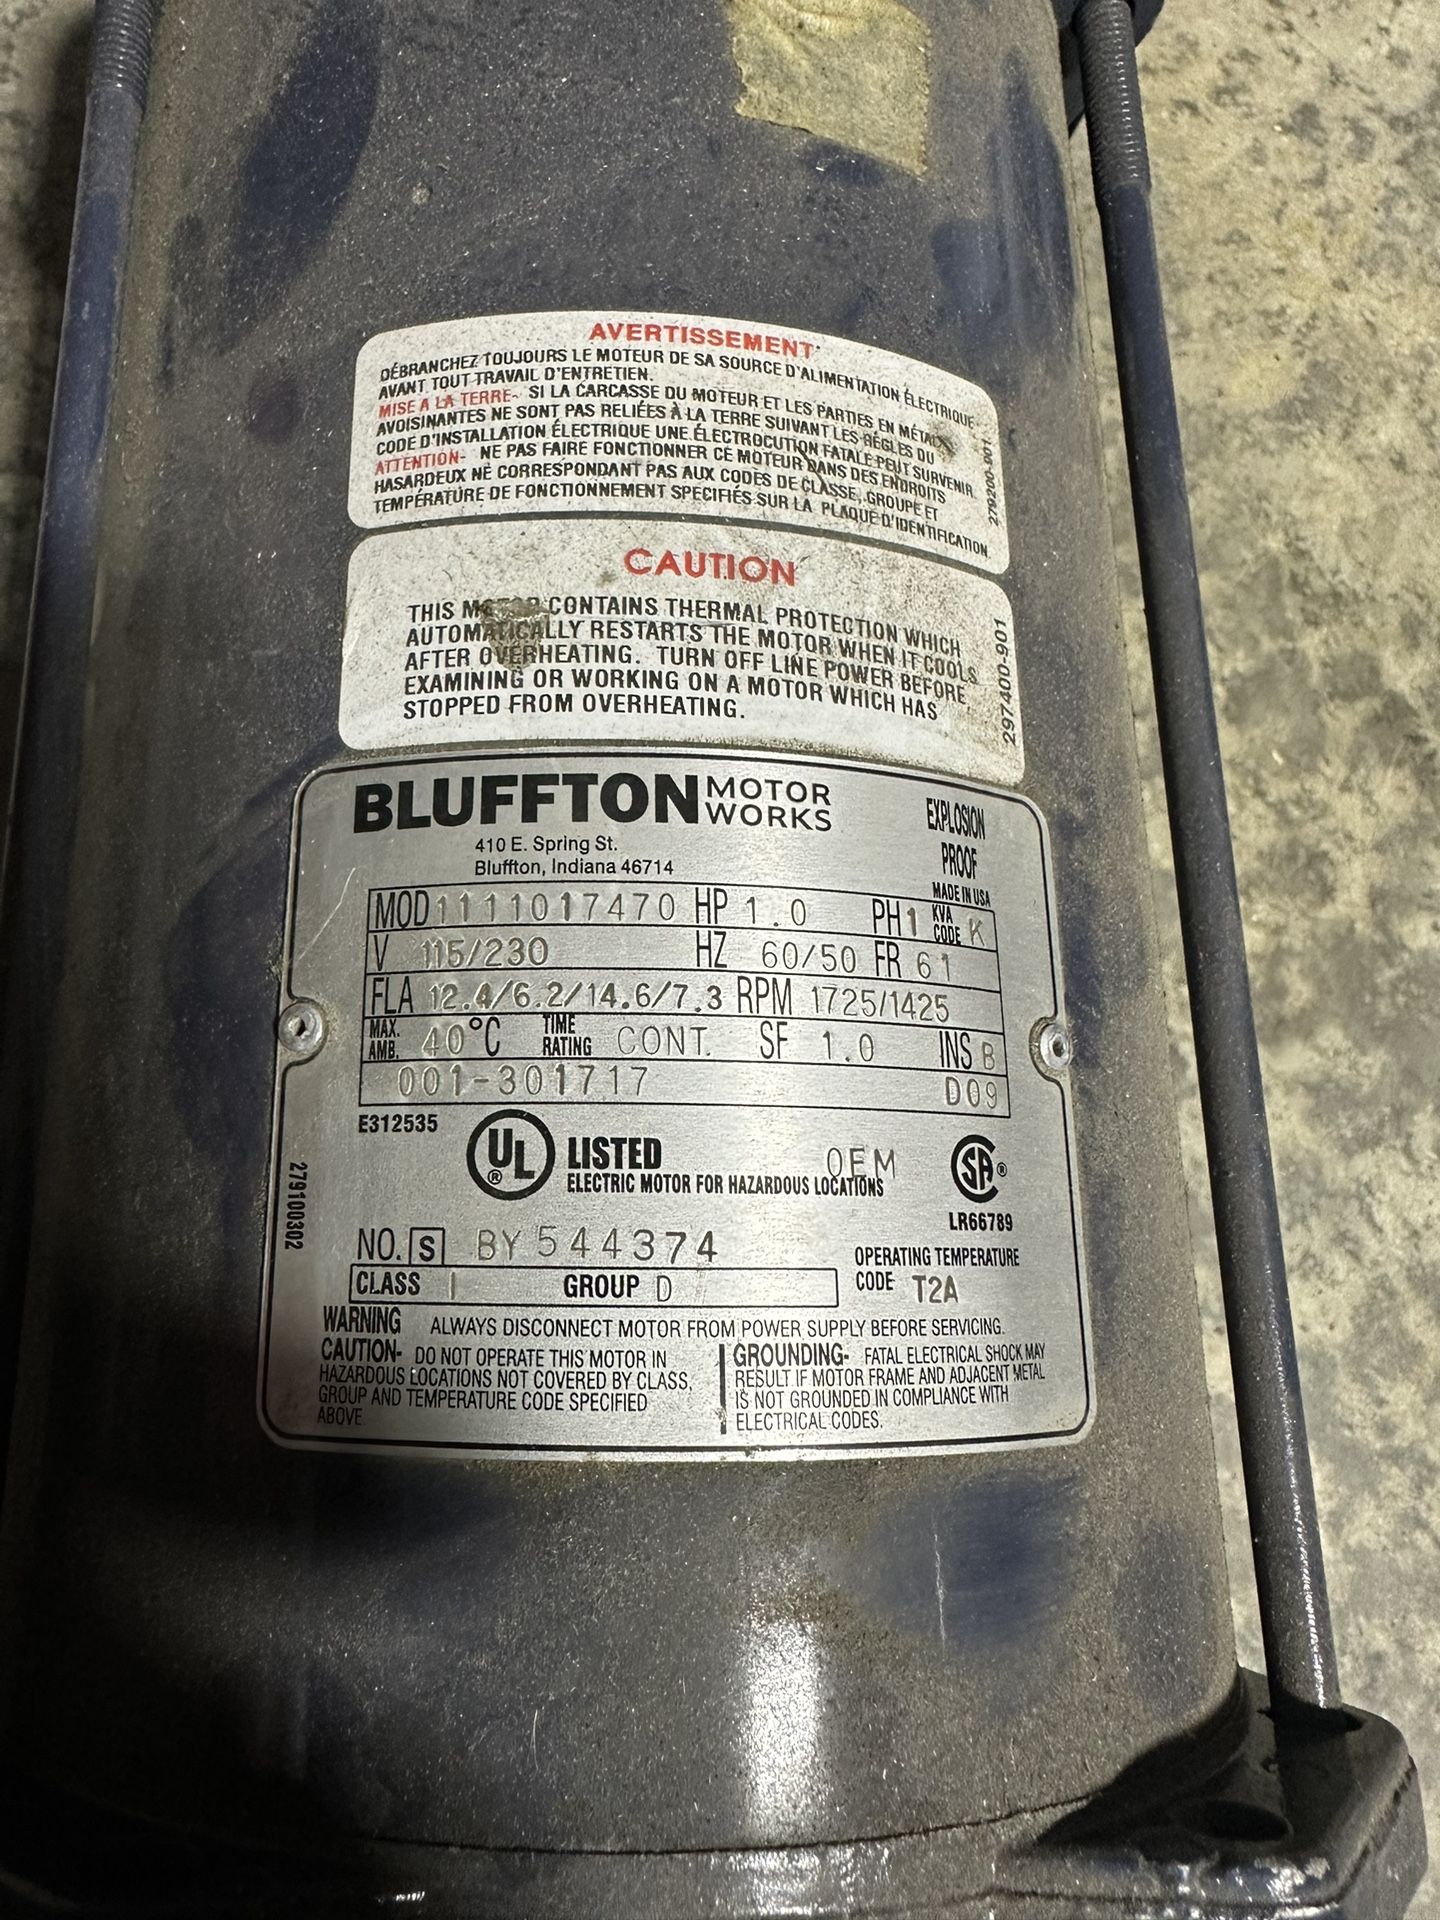 AVERTISSEMENT
DÉBRANCHEZ TOUJOURS LE MOTEUR DE SA SOURCE D'ALIMENTATION ÉLECTRIQUE
AVANT TOUT TRAVAIL D'ENTRETIEN.
MISE A LA TERRE- SI LA CARCASSE DU MOTEUR ET LES PARTIES EN MÉTAL
AVOISINANTES NE SONT PAS RELIÉES À LA TERRE SUIVANT LES RÈGLES DU
CODE D'INSTALLATION ÉLECTRIQUE UNE ÉLECTROCUTION FATALE PEUT SURVENIR.
ATTENTION- NE PAS FAIRE FONCTIONNER CE MOTEUR DANS DES ENDROITS
HASARDEUX NE CORRESPONDANT PAS AUX CODES DE CLASSE, GROUPE ET
TEMPÉRATURE DE FONCTIONNEMENT SPECIFIÉS SUR LA PLAQUE D'IDENTIFICATION.
279200-901
CAUTION
THIS MOTOR CONTAINS THERMAL PROTECTION WHICH
AUTOMATICALLY RESTARTS THE MOTOR WHEN IT COOLS
AFTER OVERHEATING. TURN OFF LINE POWER BEFORE
EXAMINING OR WORKING ON A MOTOR WHICH HAS
STOPPED FROM OVERHEATING.
297400-901
BLUFFTON MOTOR WORKS
410 E. Spring St.
Bluffton, Indiana 46714
EXPLOSION
PROOF
MADE IN USA
MOD 1111017470 HP 1.0 PH 1 KVA CODE K
V 115/230 HZ 60/50 FR 61
FLA 12.4/6.2/14.6/7.3 RPM 1725/1425
MAX. AMB. 40°C TIME RATING CONT. SF 1.0 INS B
001-301717 D09
E312535
UL ® LISTED OEM
ELECTRIC MOTOR FOR HAZARDOUS LOCATIONS
SA ®
LR66789
279100302
NO. S BY 544374
OPERATING TEMPERATURE
CODE T2A
CLASS I GROUP D
WARNING ALWAYS DISCONNECT MOTOR FROM POWER SUPPLY BEFORE SERVICING.
CAUTION- DO NOT OPERATE THIS MOTOR IN
HAZARDOUS LOCATIONS NOT COVERED BY CLASS,
GROUP AND TEMPERATURE CODE SPECIFIED
ABOVE
GROUNDING- FATAL ELECTRICAL SHOCK MAY
RESULT IF MOTOR FRAME AND ADJACENT METAL
IS NOT GROUNDED IN COMPLIANCE WITH
ELECTRICAL CODES.